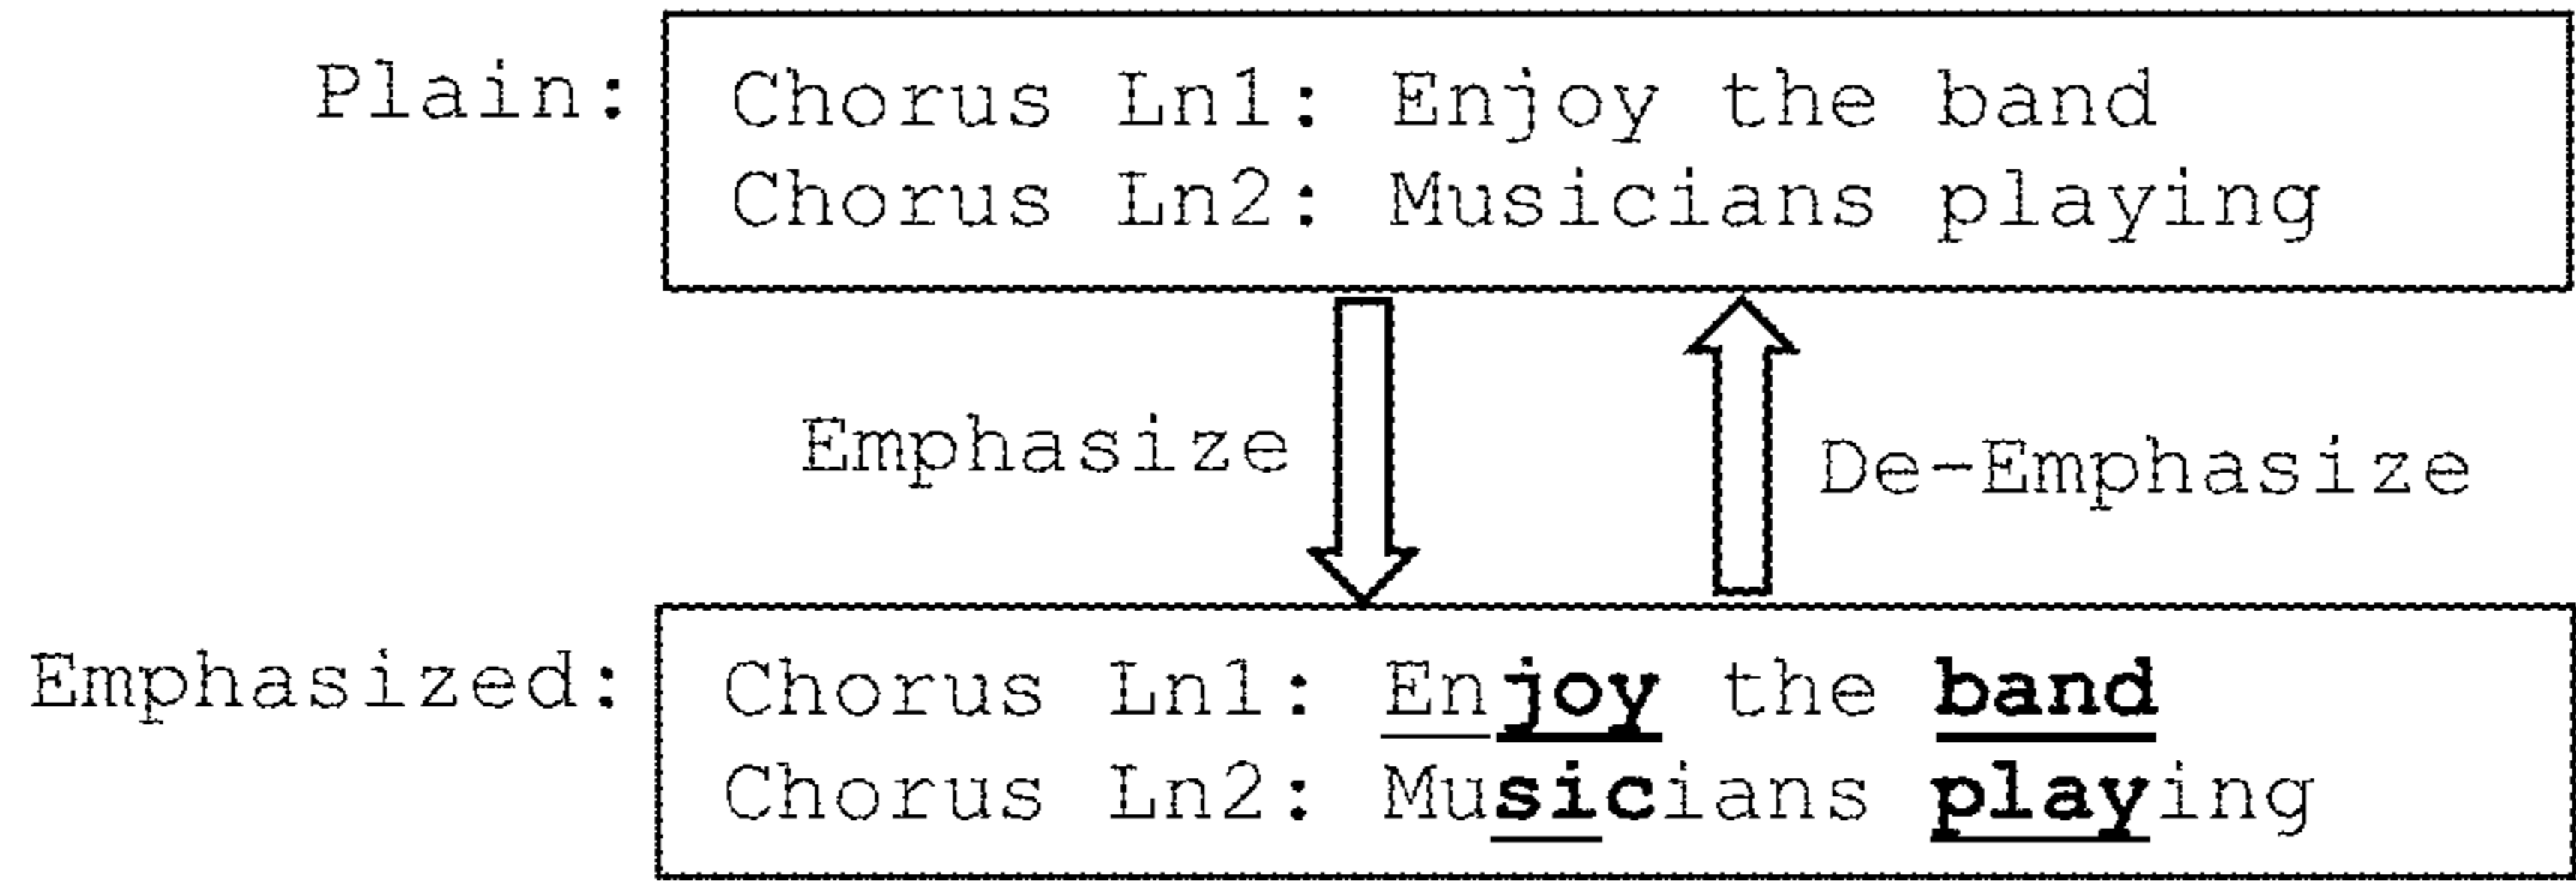 Plain: Chorus Ln1: Enjoy the band
Chorus Ln2: Musicians playing
Emphasize
De-Emphasize
Emphasized: Chorus Ln1: Enjoy the band
Chorus Ln2: Musicians playing